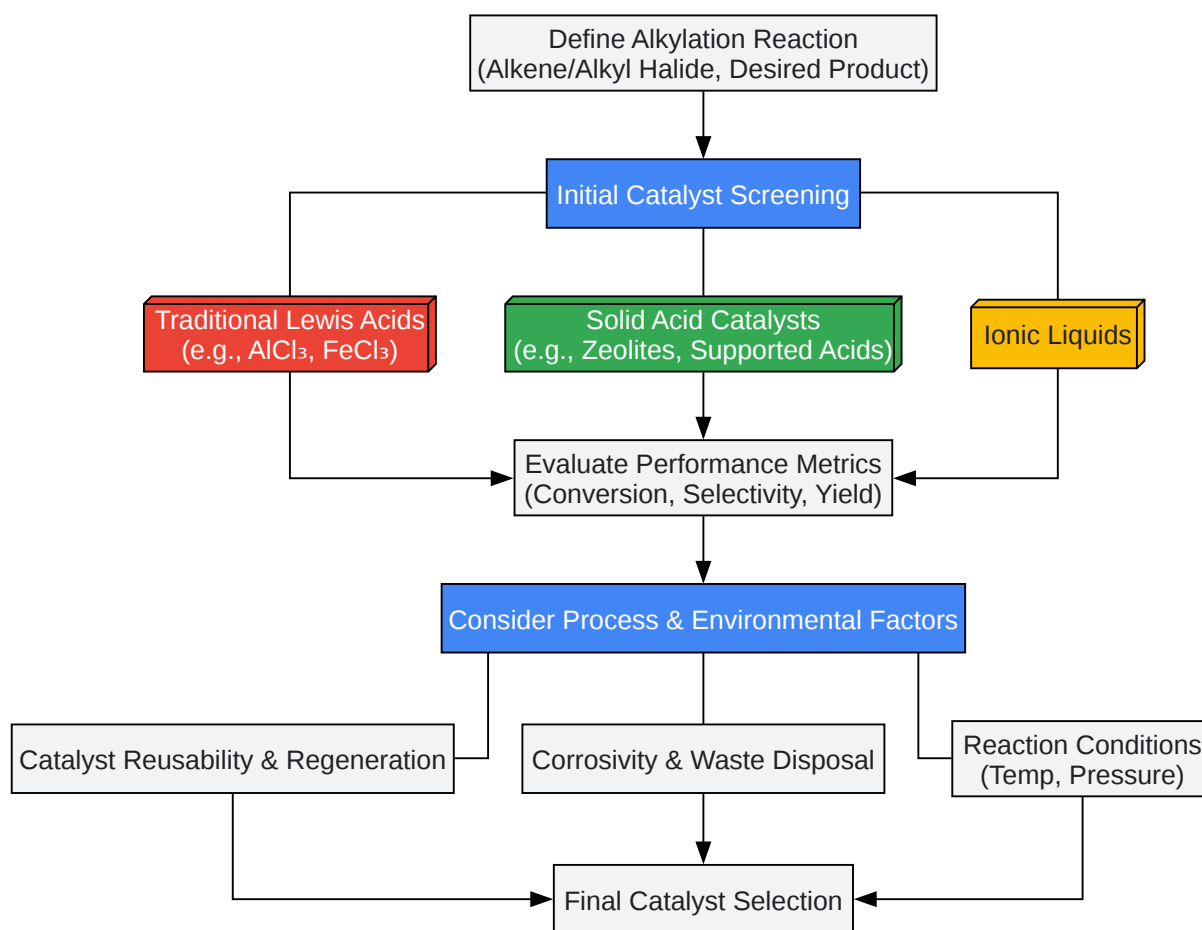 Define Alkylation Reaction
(Alkene/Alkyl Halide, Desired Product)
Initial Catalyst Screening
Traditional Lewis Acids
(e.g., AlCl₃, FeCl₃)
Solid Acid Catalysts
(e.g., Zeolites, Supported Acids)
Ionic Liquids
Evaluate Performance Metrics
(Conversion, Selectivity, Yield)
Consider Process & Environmental Factors
Catalyst Reusability & Regeneration
Corrosivity & Waste Disposal
Reaction Conditions
(Temp, Pressure)
Final Catalyst Selection